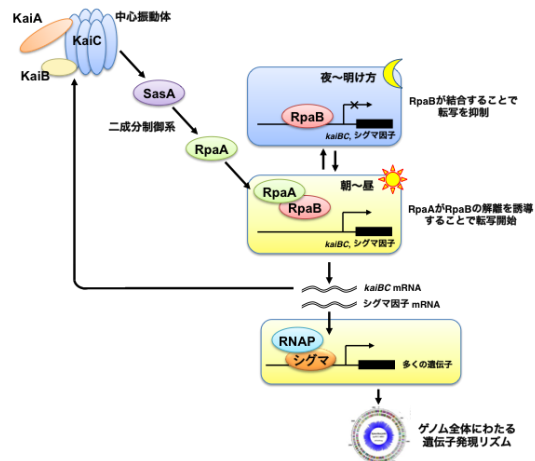 KaiA
KaiC
中心振動体
KaiB
SasA
二成分制御系
RpaA
夜〜明け方
RpaB
kaiBC, シグマ因子
RpaBが結合することで
転写を抑制
朝〜昼
RpaA
RpaB
kaiBC, シグマ因子
RpaAがRpaBの解離を誘導
することで転写開始
kaiBC mRNA
シグマ因子 mRNA
RNAP
シグマ
多くの遺伝子
ゲノム全体にわたる
遺伝子発現リズム